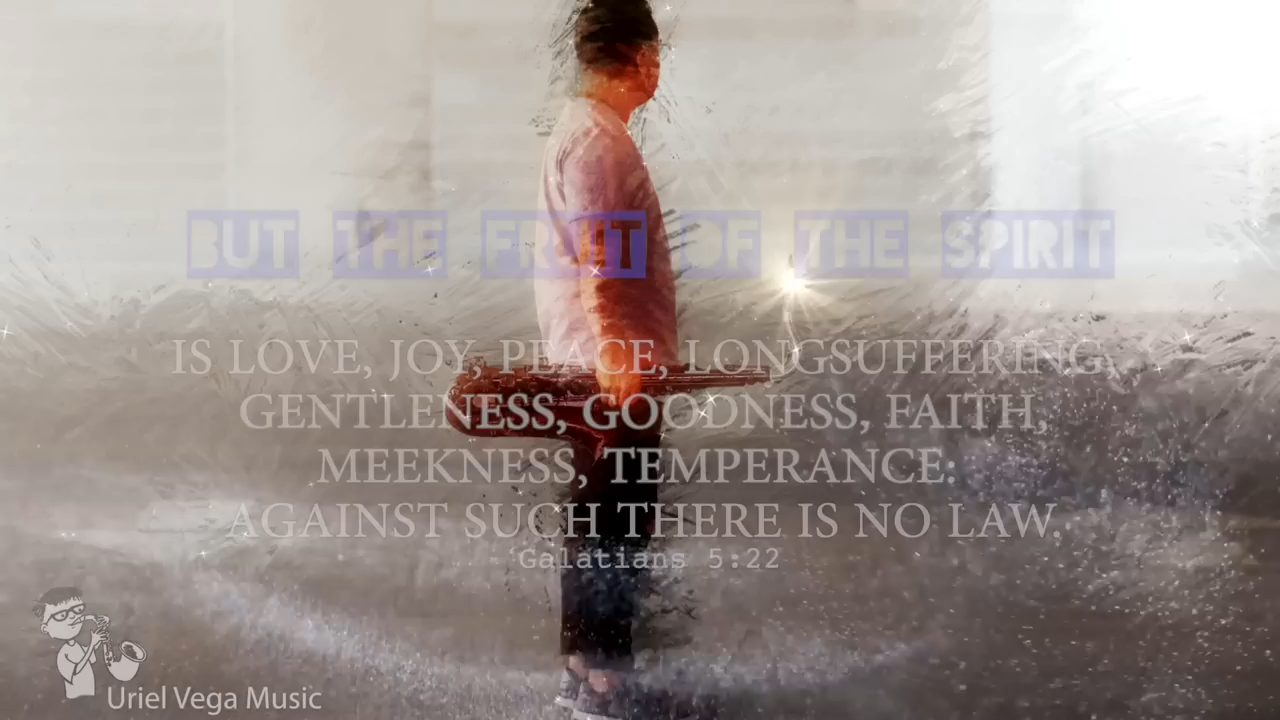 BUT THE FRUIT OF THE SPIRIT
IS LOVE, JOY, PEACE, LONGSUFFERING,
GENTLENESS, GOODNESS, FAITH,
MEEKNESS, TEMPERANCE:
AGAINST SUCH THERE IS NO LAW.
Galatians 5:22
Uriel Vega Music